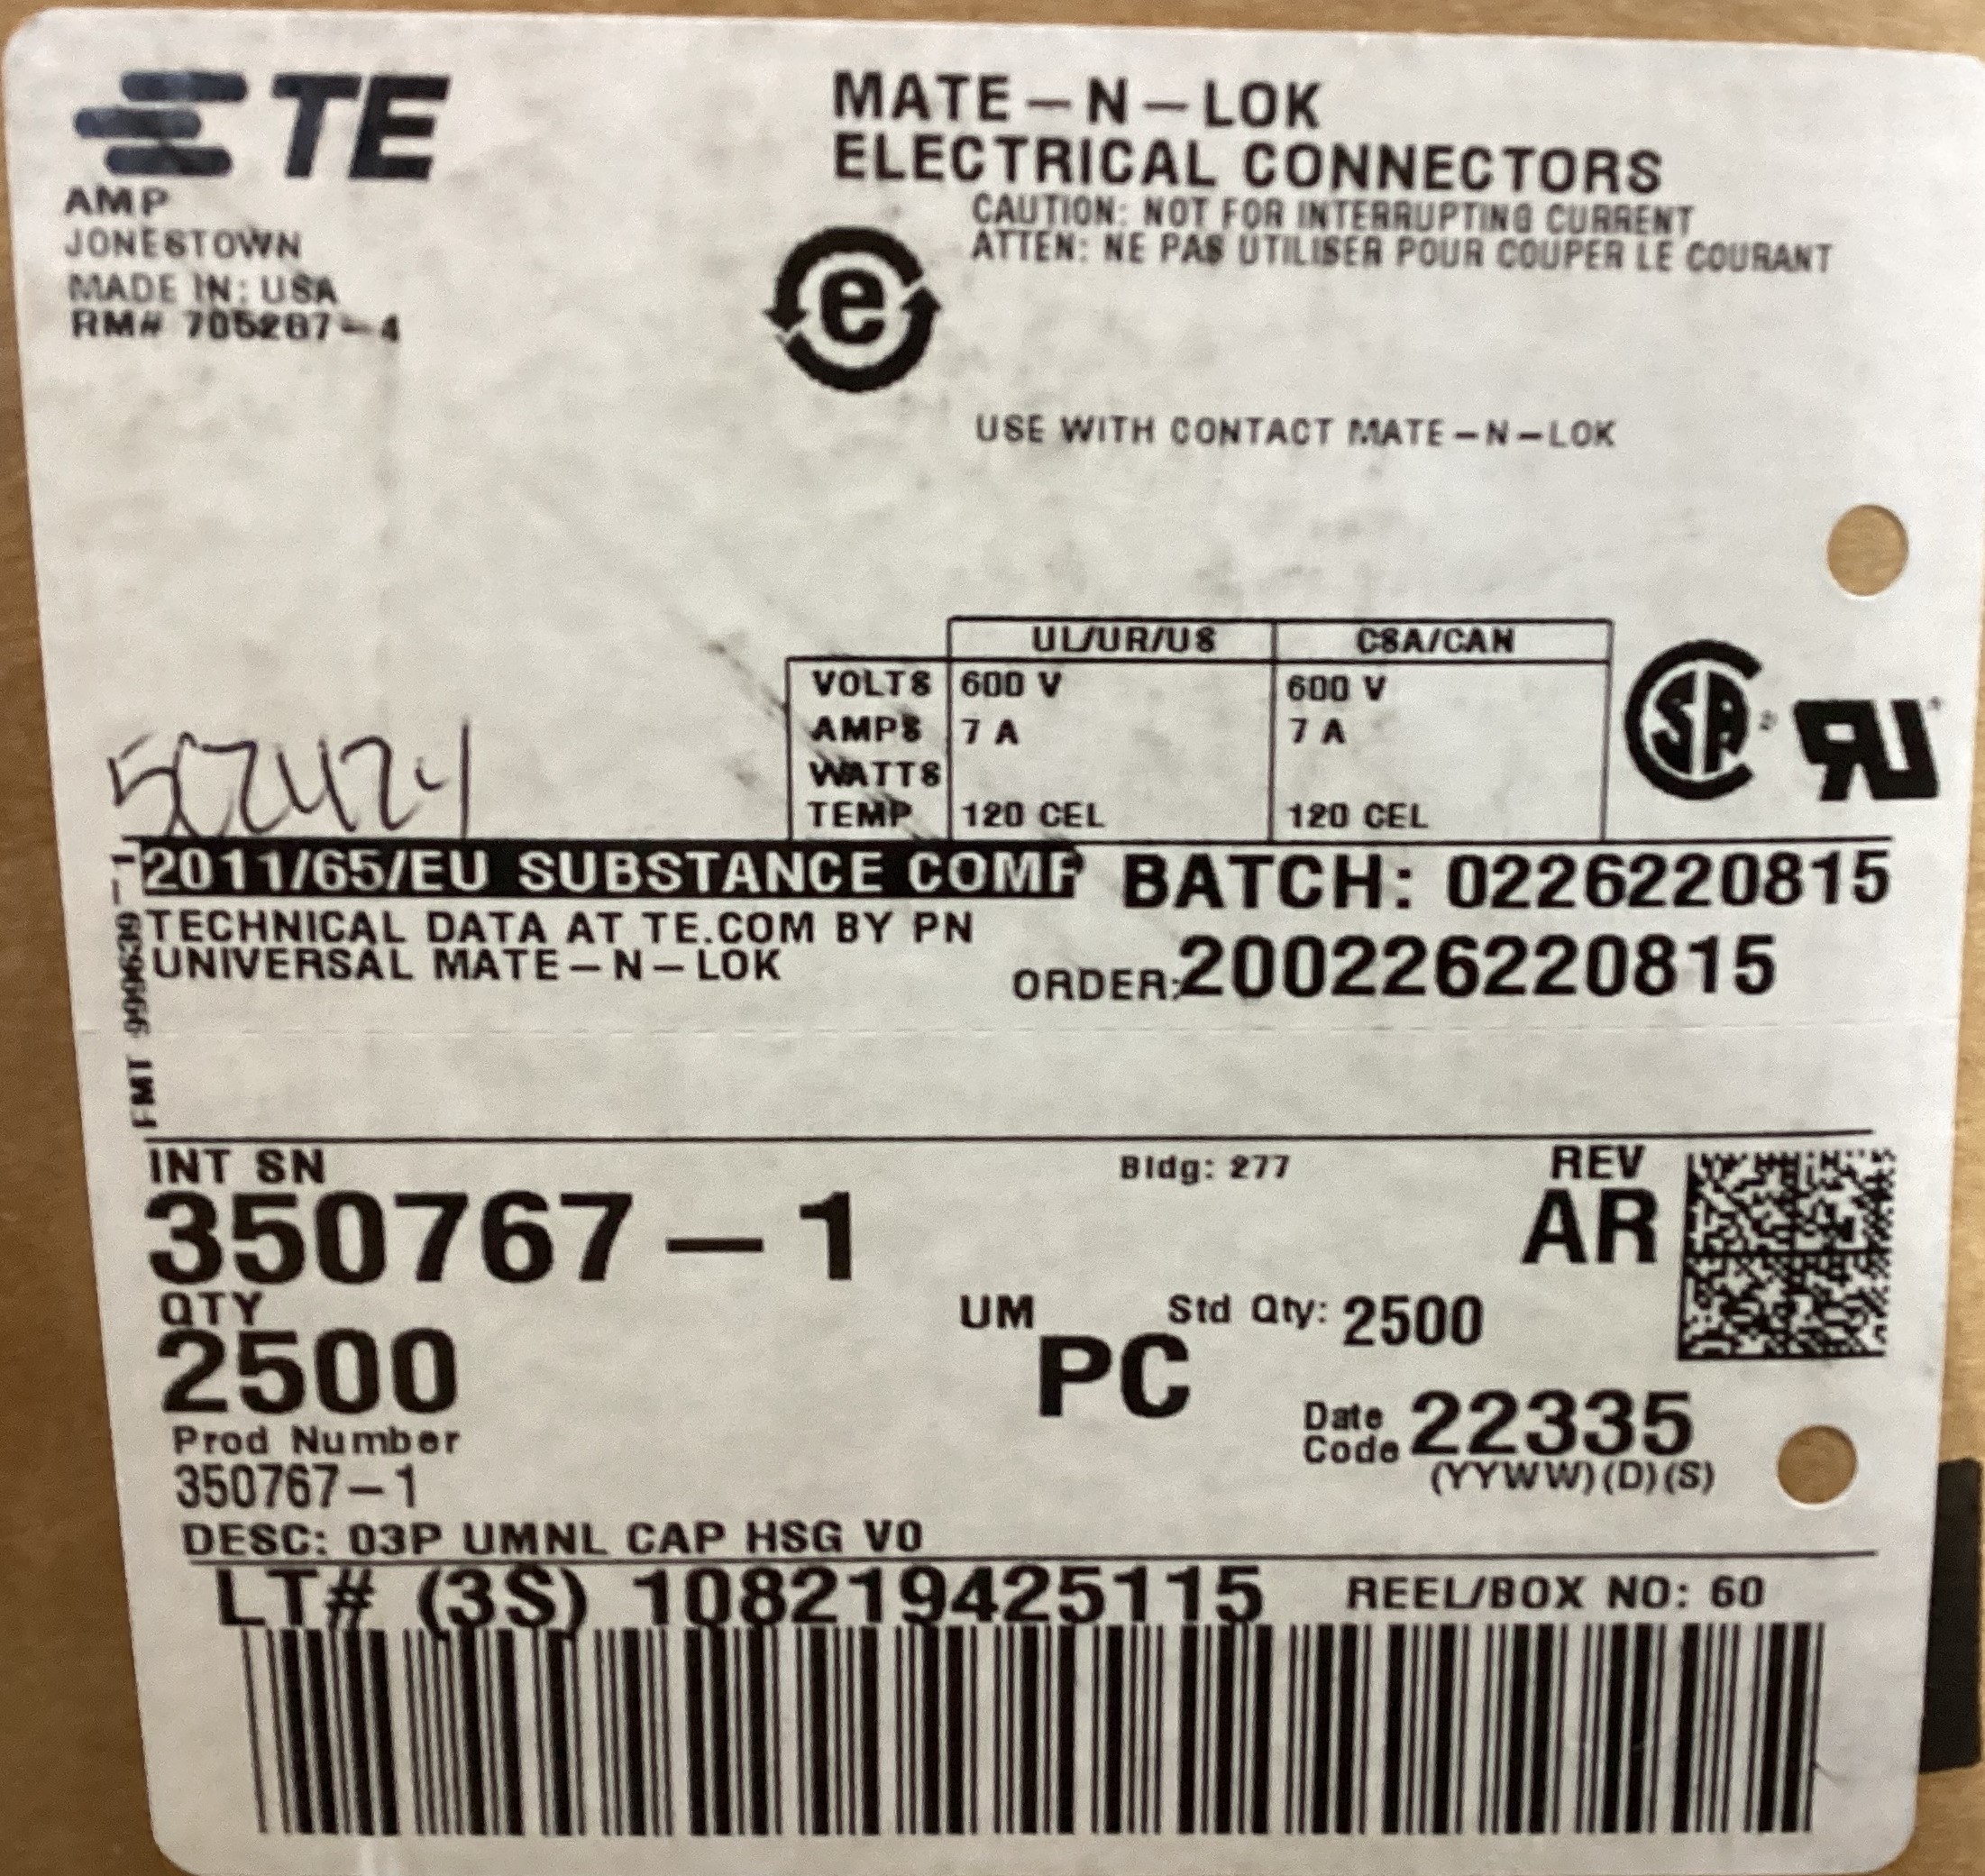 TE
AMP
JONESTOWN
MADE IN: USA
RM# 705287-4
MATE-N-LOK
ELECTRICAL CONNECTORS
CAUTION: NOT FOR INTERRUPTING CURRENT
ATTEN: NE PAS UTILISER POUR COUPER LE COURANT
e
USE WITH CONTACT MATE-N-LOK
UL/UR/US CSA/CAN
VOLTS 600 V 600 V
AMPS 7 A 7 A
WATTS
TEMP 120 CEL 120 CEL
SA
RU
2011/65/EU SUBSTANCE COMP
BATCH: 0226220815
TECHNICAL DATA AT TE.COM BY PN
UNIVERSAL MATE-N-LOK
ORDER:200226220815
FMT 999639-1
INT SN
350767-1
Bldg: 277
REV
AR
QTY
2500
UM
PC
Std Qty: 2500
Prod Number
350767-1
Date Code 22335
(YYWW)(D)(S)
DESC: 03P UMNL CAP HSG V0
LT# (3S) 108219425115
REEL/BOX NO: 60